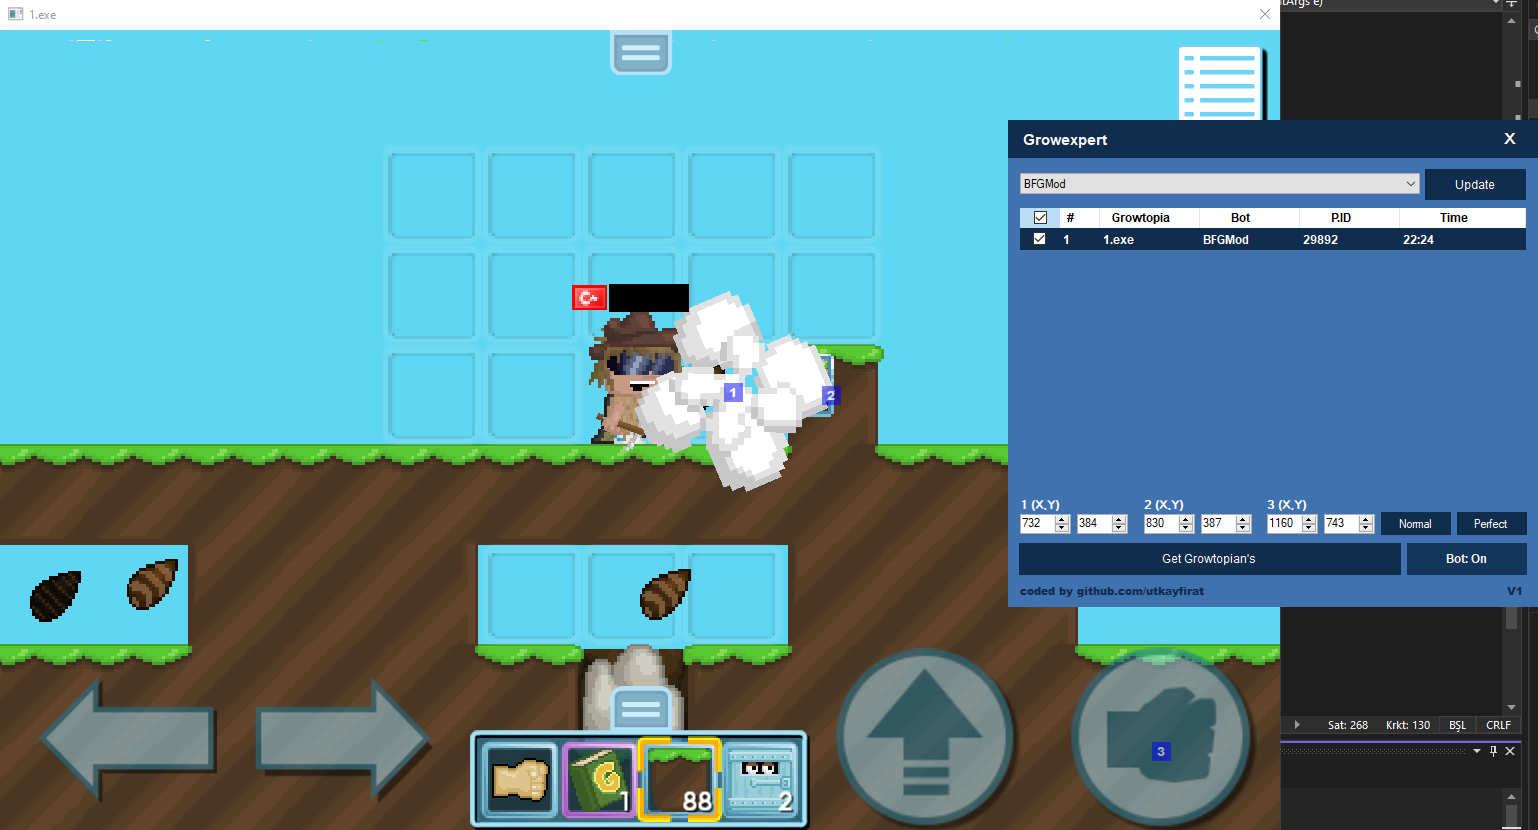 1.exe
tArgs e)
Growexpert X
BFGMod Update
# Growtopia Bot P.ID Time
1 1.exe BFGMod 29892 22:24
1 2
1 (X,Y) 2 (X,Y) 3 (X,Y)
732 384 830 387 1160 743 Normal Perfect
Get Growtopian's Bot: On
coded by github.com/utkayfirat V1
Sat: 268 Krkt: 130 BŞL CRLF
3
1 88 2